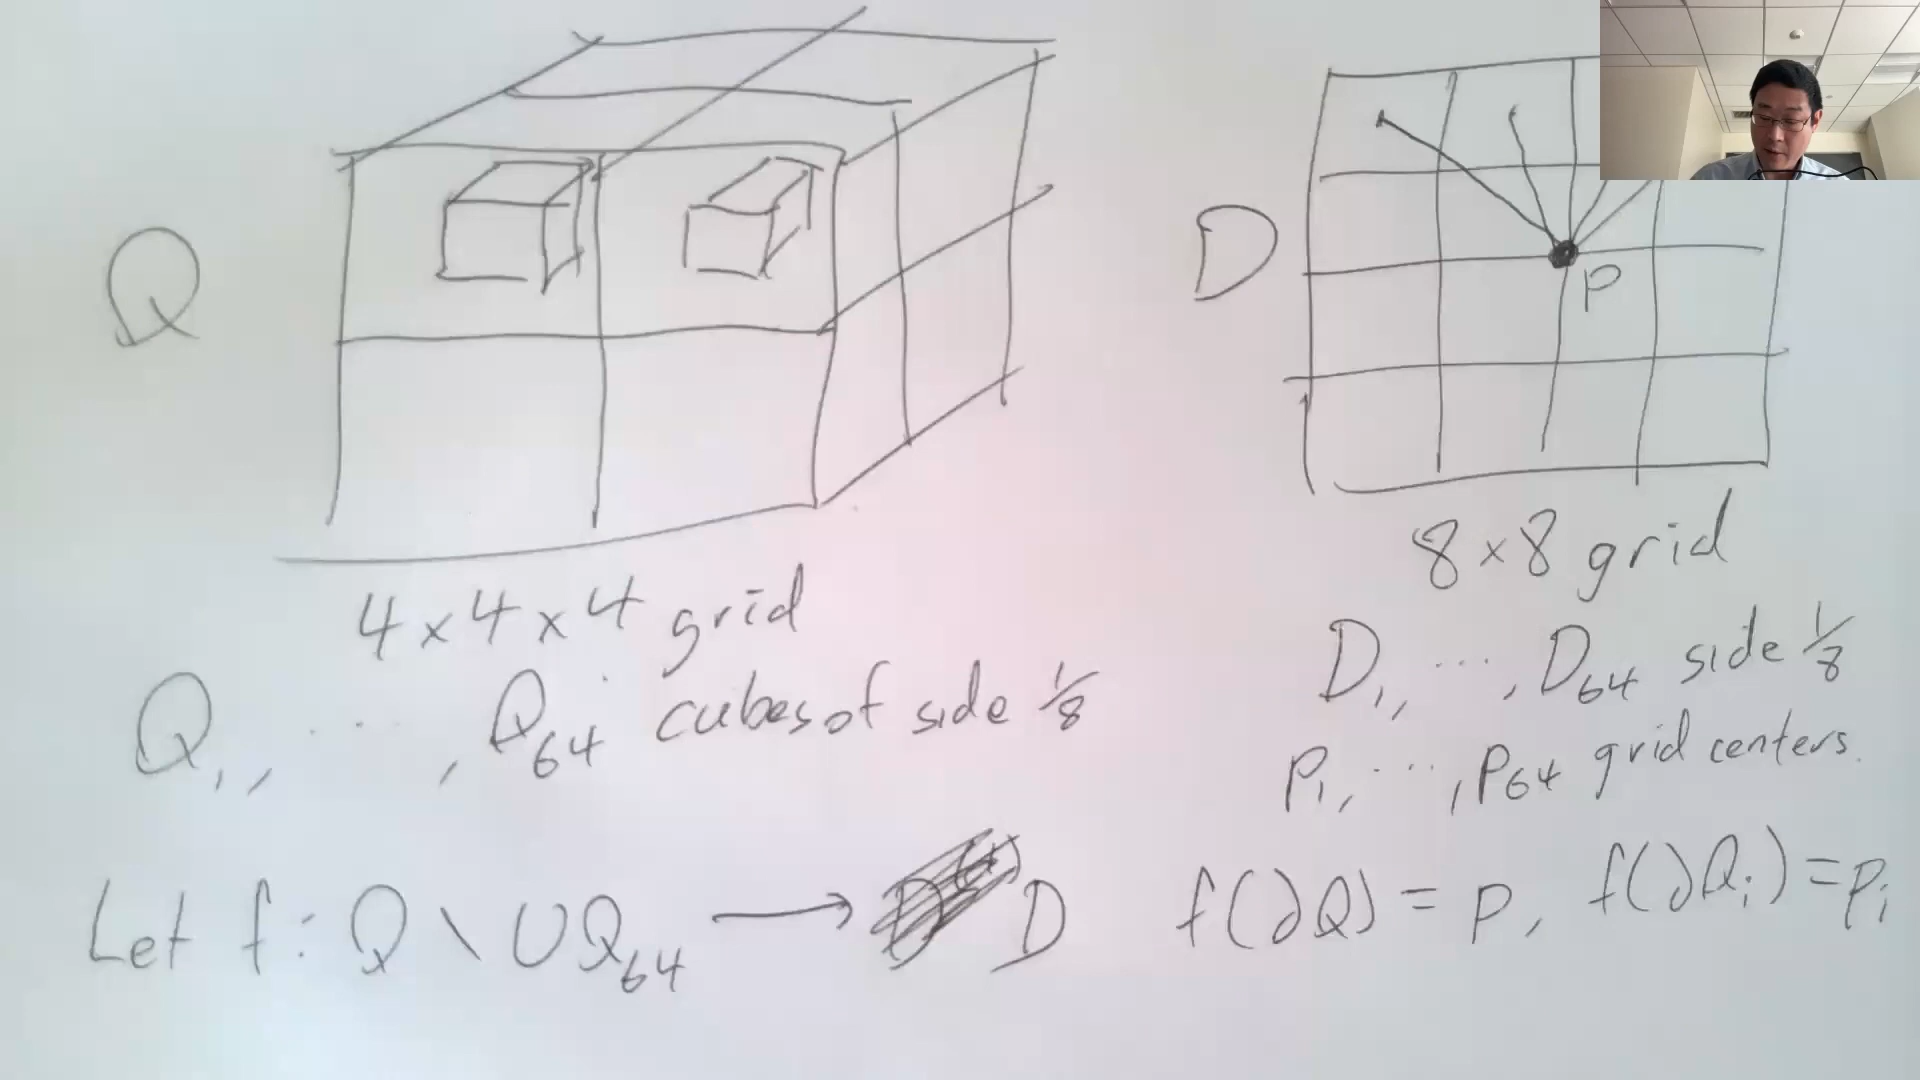 Q
4 x 4 x 4 grid
Q₁, ..., Q₆₄ cubes of side 1/8
D
p
8 x 8 grid
D₁, ..., D₆₄ side 1/8
p₁, ..., p₆₄ grid centers.
Let f : Q \ ∪Q₆₄ → D f(∂Q) = p, f(∂Qᵢ) = pᵢ